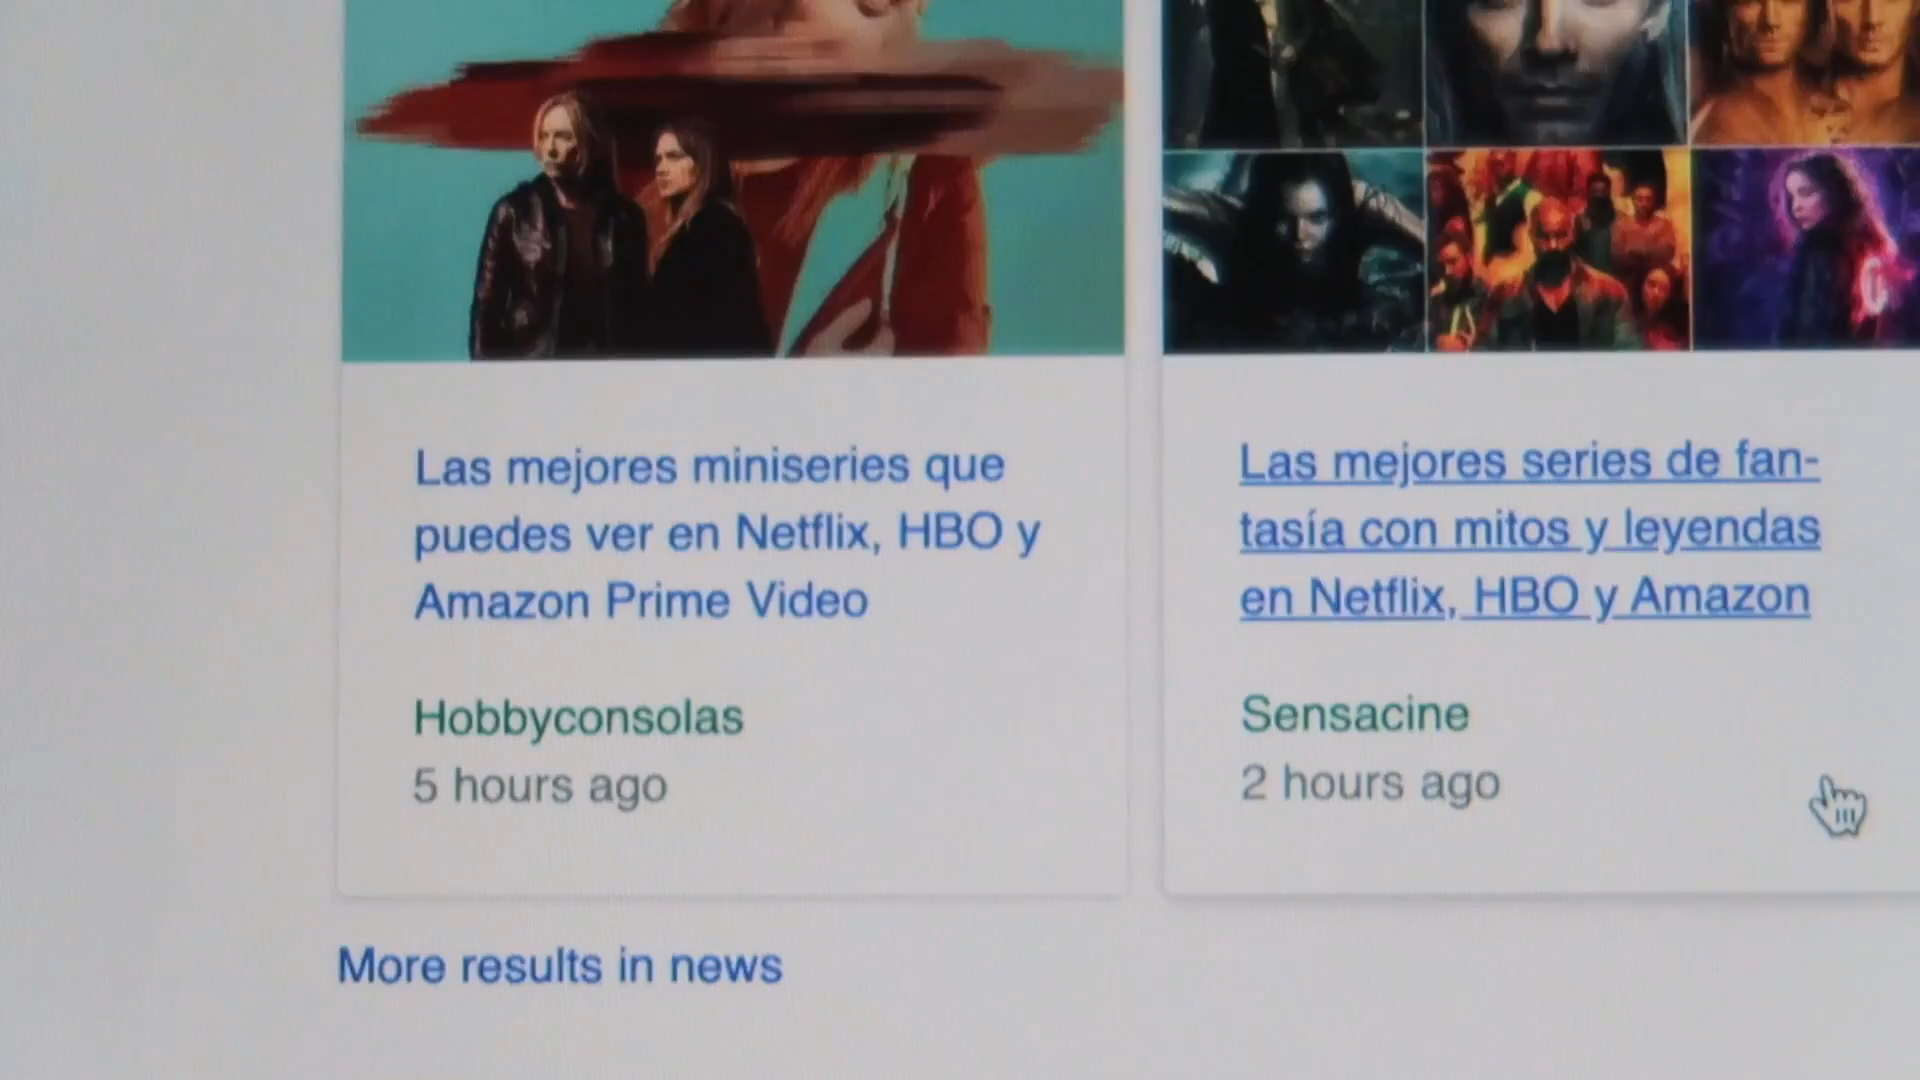 Las mejores miniseries que
puedes ver en Netflix, HBO y
Amazon Prime Video
Hobbyconsolas
5 hours ago
Las mejores series de fan-
tasía con mitos y leyendas
en Netflix, HBO y Amazon
Sensacine
2 hours ago
More results in news